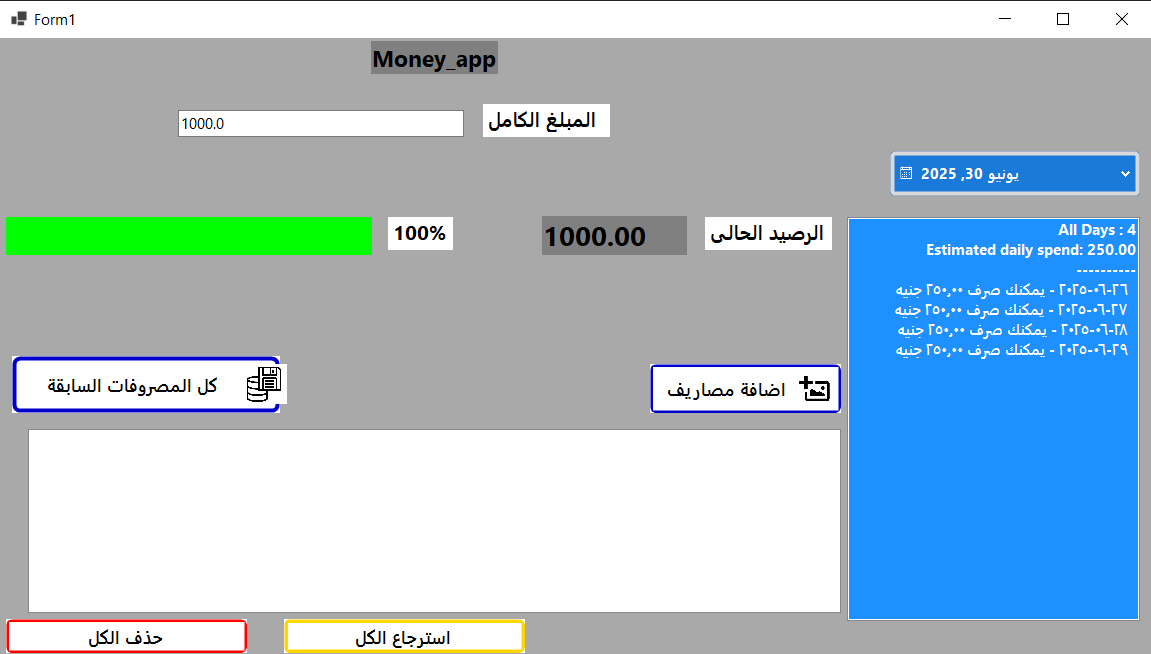 Form1
Money_app
المبلغ الكامل
1000.0
يونيو 30, 2025
الرصيد الحالى
1000.00
100%
All Days : 4
Estimated daily spend: 250.00
----------
٢٠٢٥-٠٦-٢٦ - يمكنك صرف ٢٥٠٫٠٠ جنيه
٢٠٢٥-٠٦-٢٧ - يمكنك صرف ٢٥٠٫٠٠ جنيه
٢٠٢٥-٠٦-٢٨ - يمكنك صرف ٢٥٠٫٠٠ جنيه
٢٠٢٥-٠٦-٢٩ - يمكنك صرف ٢٥٠٫٠٠ جنيه
اضافة مصاريف
كل المصروفات السابقة
استرجاع الكل
حذف الكل